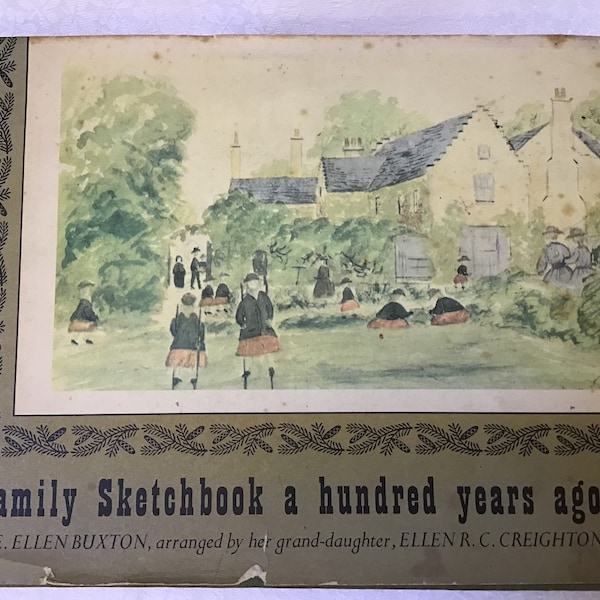 amily Sketchbook a hundred years ago
E. ELLEN BUXTON, arranged by her grand-daughter, ELLEN R. C. CREIGHTON